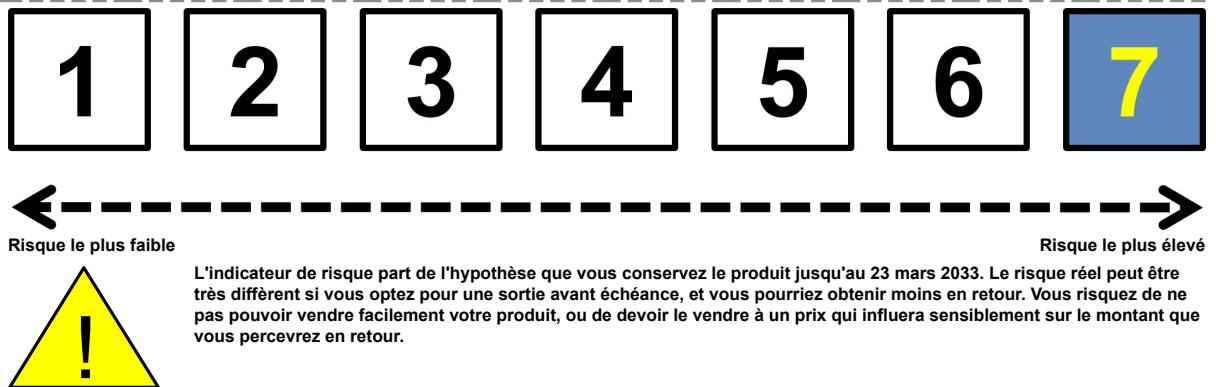 1 2 3 4 5 6 7
Risque le plus faible Risque le plus élevé
L'indicateur de risque part de l'hypothèse que vous conservez le produit jusqu'au 23 mars 2033. Le risque réel peut être
très diffèrent si vous optez pour une sortie avant échéance, et vous pourriez obtenir moins en retour. Vous risquez de ne
pas pouvoir vendre facilement votre produit, ou de devoir le vendre à un prix qui influera sensiblement sur le montant que
vous percevrez en retour.
!